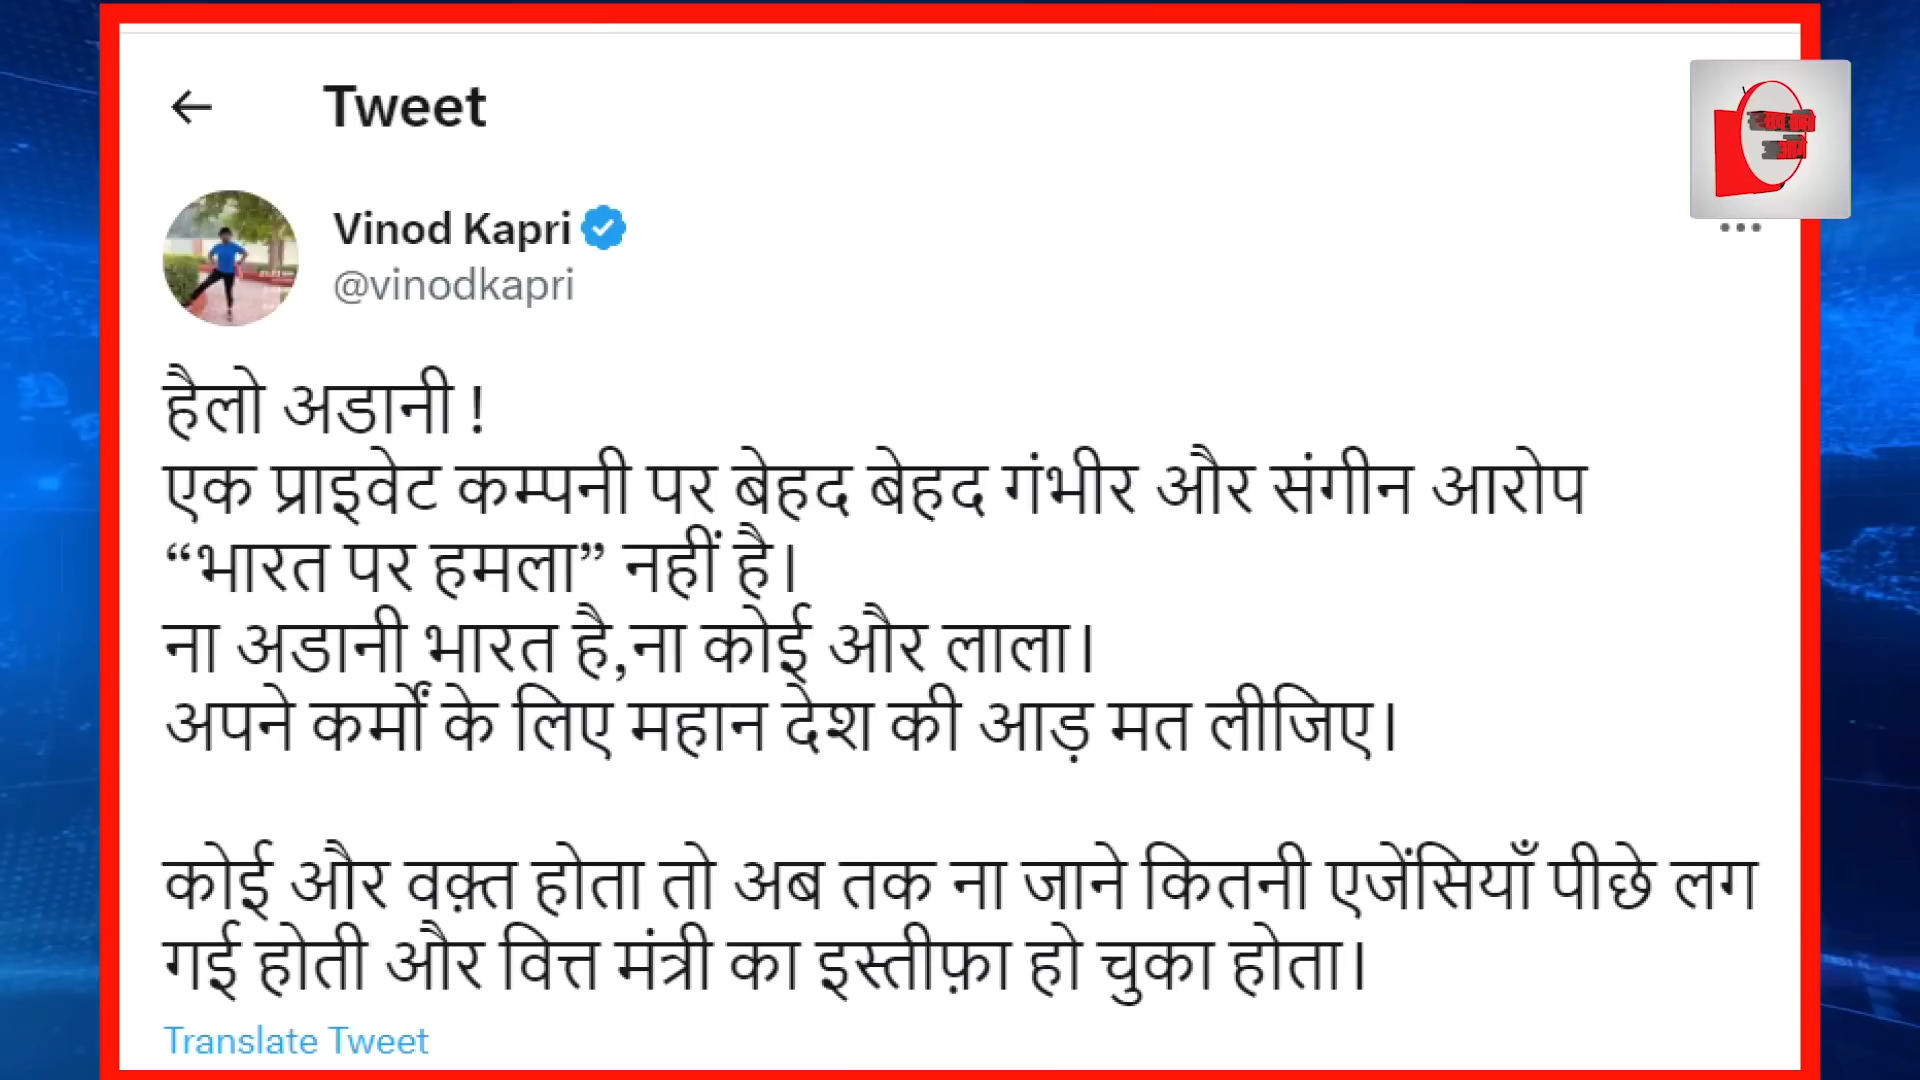 Tweet
Vinod Kapri
@vinodkapri
हैलो अडानी !
एक प्राइवेट कम्पनी पर बेहद बेहद गंभीर और संगीन आरोप
“भारत पर हमला” नहीं है।
ना अडानी भारत है,ना कोई और लाला।
अपने कर्मों के लिए महान देश की आड़ मत लीजिए।
कोई और वक़्त होता तो अब तक ना जाने कितनी एजेंसियाँ पीछे लग
गई होती और वित्त मंत्री का इस्तीफ़ा हो चुका होता।
Translate Tweet